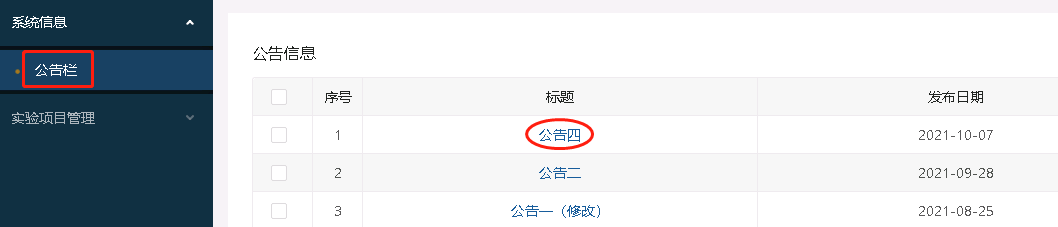 系统信息
公告栏
实验项目管理
公告信息
序号 标题 发布日期
1 公告四 2021-10-07
2 公告二 2021-09-28
3 公告一（修改） 2021-08-25